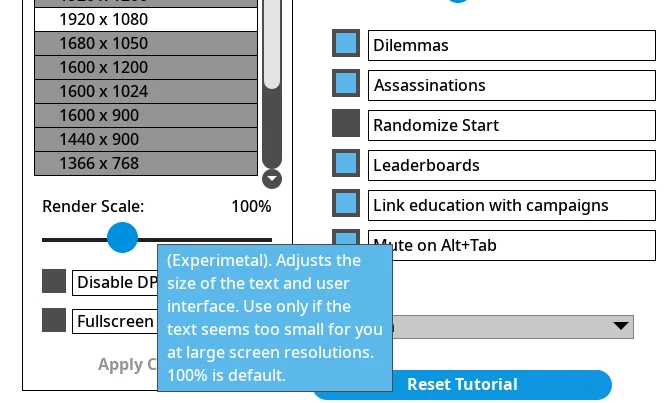 1920 x 1080
1680 x 1050
1600 x 1200
1600 x 1024
1600 x 900
1440 x 900
1366 x 768
Render Scale: 100%
Disable DP
Fullscreen
Apply C
(Experimetal). Adjusts the
size of the text and user
interface. Use only if the
text seems too small for you
at large screen resolutions.
100% is default.
Dilemmas
Assassinations
Randomize Start
Leaderboards
Link education with campaigns
Mute on Alt+Tab
Reset Tutorial